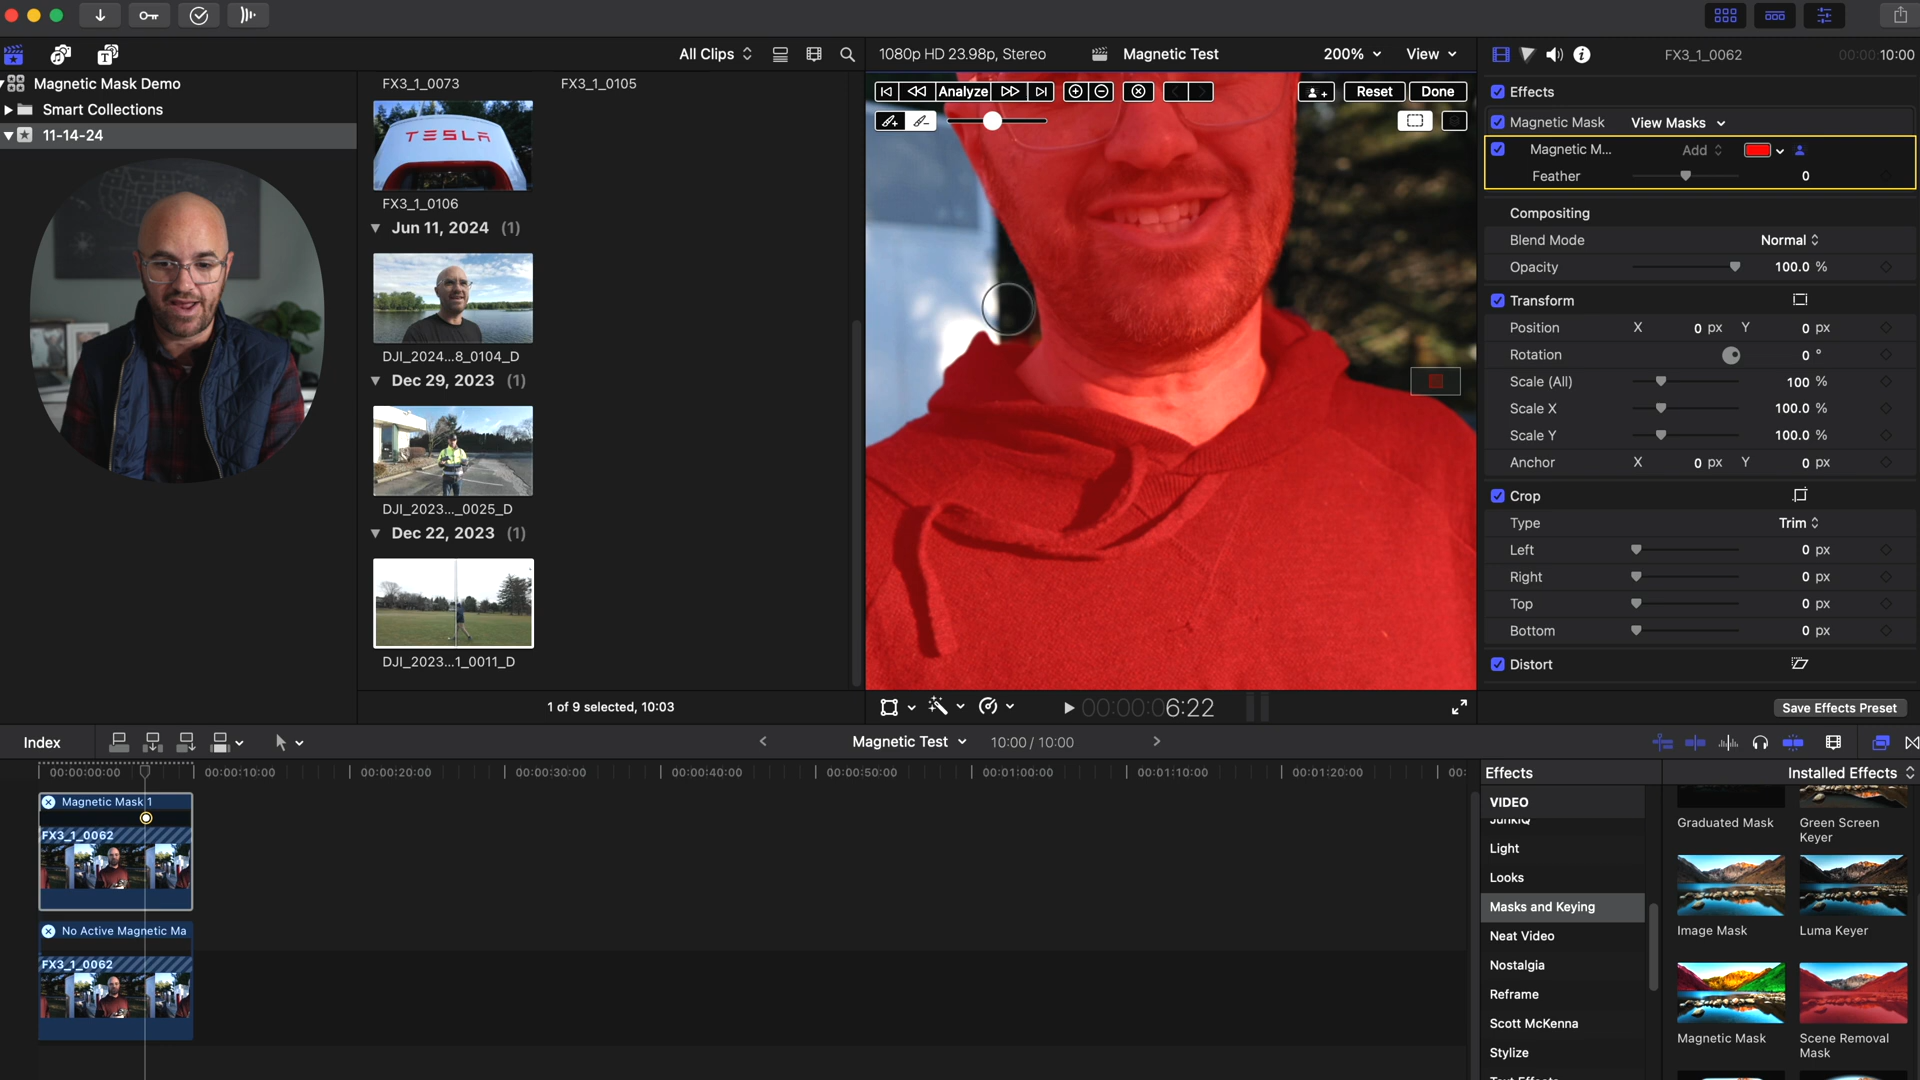 All Clips
1080p HD 23.98p, Stereo
Magnetic Test
200%
View
FX3_1_0062
00:00:10:00
Magnetic Mask Demo
Smart Collections
11-14-24
FX3_1_0073
FX3_1_0105
TESLA
FX3_1_0106
Jun 11, 2024 (1)
DJI_2024...8_0104_D
Dec 29, 2023 (1)
DJI_2023..._0025_D
Dec 22, 2023 (1)
DJI_2023...1_0011_D
1 of 9 selected, 10:03
Analyze
Reset
Done
00:00:06:22
Effects
Magnetic Mask
View Masks
Magnetic M...
Add
Feather
0
Compositing
Blend Mode
Normal
Opacity
100.0 %
Transform
Position X 0 px Y 0 px
Rotation 0 °
Scale (All) 100 %
Scale X 100.0 %
Scale Y 100.0 %
Anchor X 0 px Y 0 px
Crop
Type Trim
Left 0 px
Right 0 px
Top 0 px
Bottom 0 px
Distort
Save Effects Preset
Index
Magnetic Test
10:00 / 10:00
00:00:00:00
00:00:10:00
00:00:20:00
00:00:30:00
00:00:40:00
00:00:50:00
00:01:00:00
00:01:10:00
00:01:20:00
00:
Magnetic Mask 1
FX3_1_0062
No Active Magnetic Ma
FX3_1_0062
Effects
Installed Effects
VIDEO
JunkIQ
Light
Looks
Masks and Keying
Neat Video
Nostalgia
Reframe
Scott McKenna
Stylize
Text Effects
Graduated Mask
Green Screen
Keyer
Image Mask
Luma Keyer
Magnetic Mask
Scene Removal
Mask